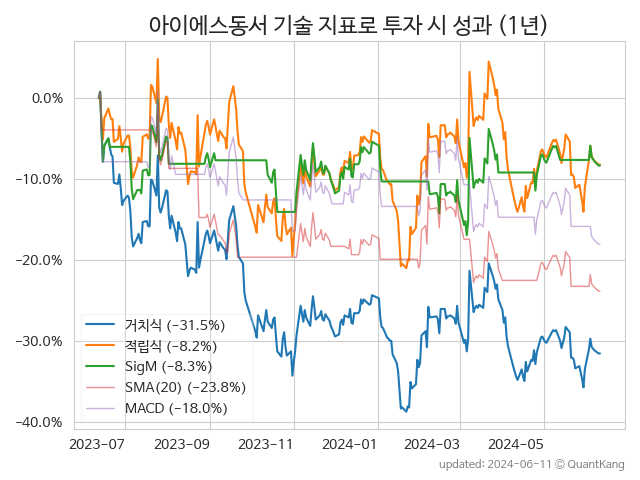 아이에스동서 기술 지표로 투자 시 성과 (1년)
0.0%
−10.0%
−20.0%
−30.0%
−40.0%
거치식 (−31.5%)
적립식 (−8.2%)
SigM (−8.3%)
SMA(20) (−23.8%)
MACD (−18.0%)
2023-07 2023-09 2023-11 2024-01 2024-03 2024-05
updated: 2024-06-11 © QuantKang